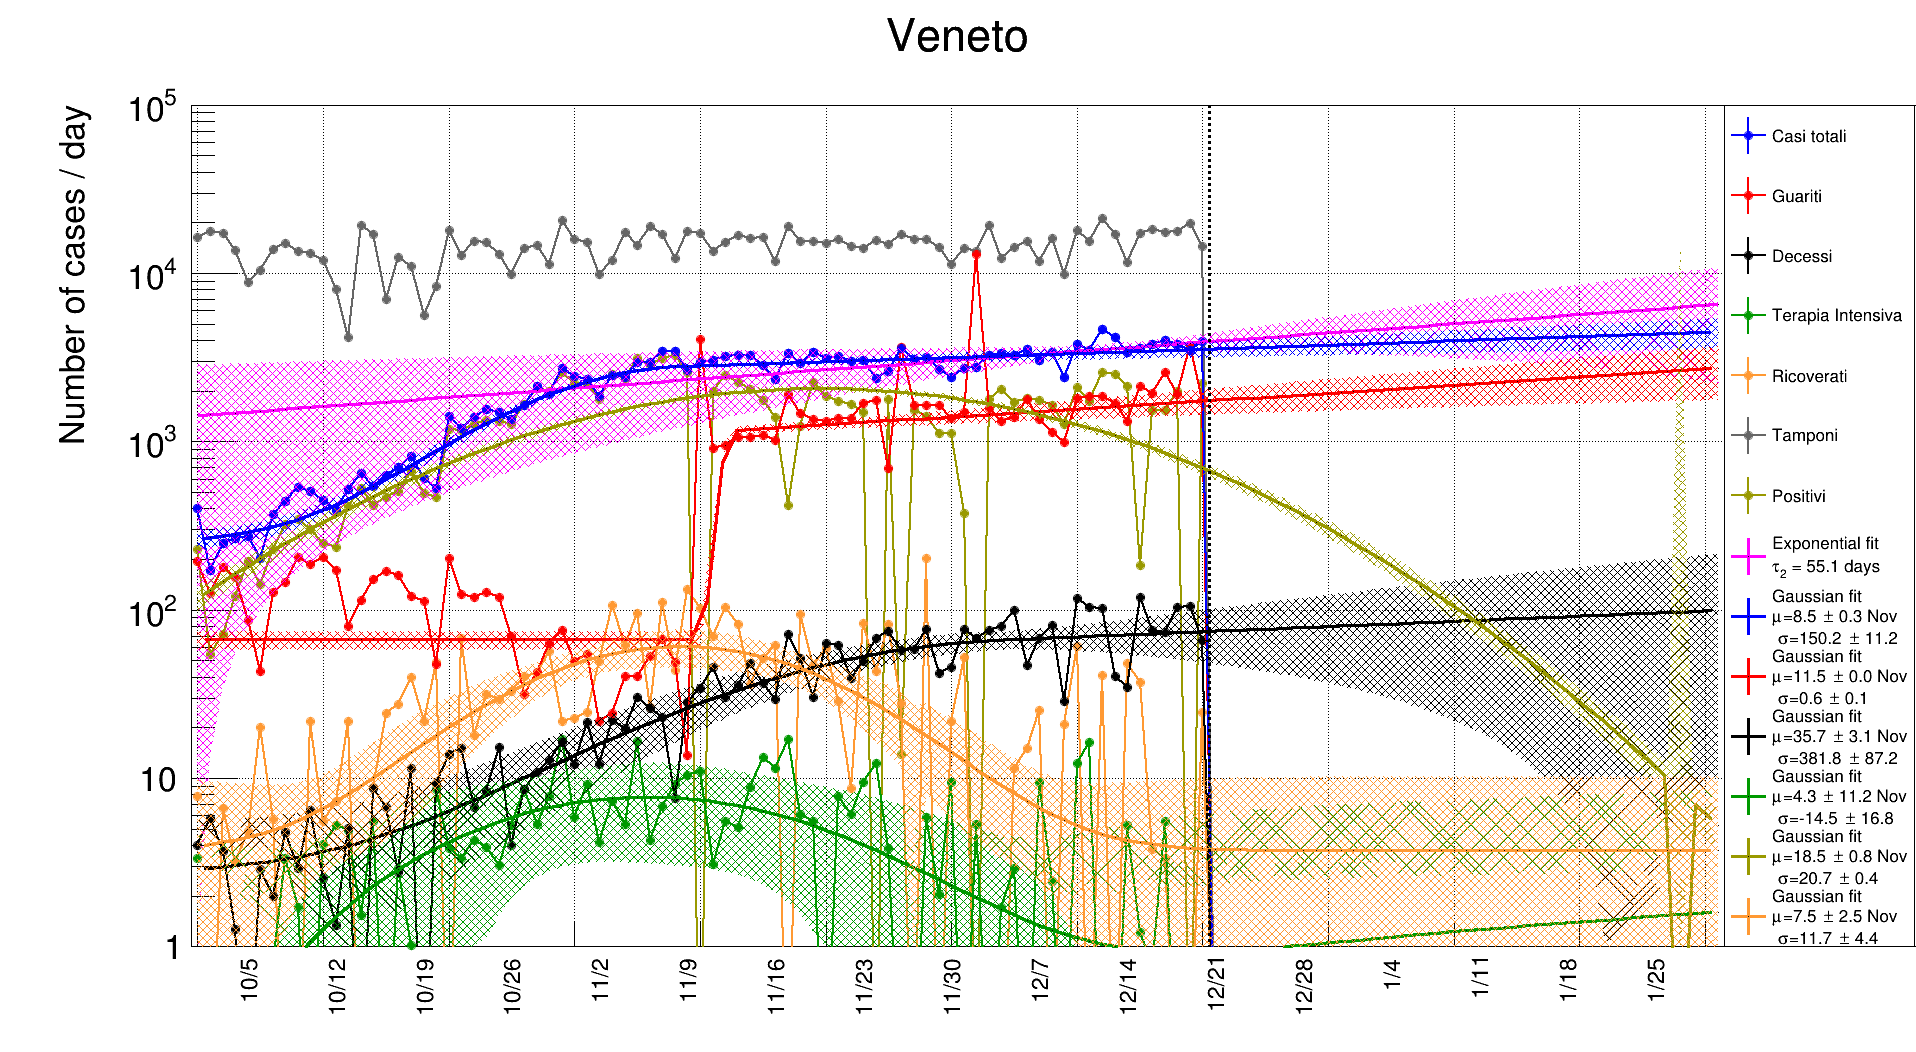 Veneto
Number of cases / day
10^5
10^4
10^3
10^2
10
1
10/5
10/12
10/19
10/26
11/2
11/9
11/16
11/23
11/30
12/7
12/14
12/21
12/28
1/4
1/11
1/18
1/25
Casi totali
Guariti
Decessi
Terapia Intensiva
Ricoverati
Tamponi
Positivi
Exponential fit
τ₂ = 55.1 days
Gaussian fit
μ=8.5 ± 0.3 Nov
σ=150.2 ± 11.2
Gaussian fit
μ=11.5 ± 0.0 Nov
σ=0.6 ± 0.1
Gaussian fit
μ=35.7 ± 3.1 Nov
σ=381.8 ± 87.2
Gaussian fit
μ=4.3 ± 11.2 Nov
σ=-14.5 ± 16.8
Gaussian fit
μ=18.5 ± 0.8 Nov
σ=20.7 ± 0.4
Gaussian fit
μ=7.5 ± 2.5 Nov
σ=11.7 ± 4.4